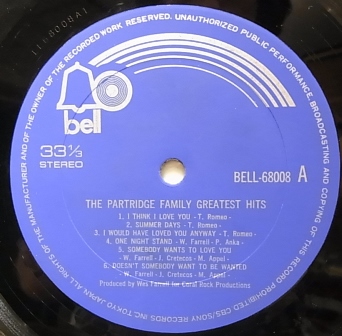 11-68008A1
ALL RIGHTS OF THE MANUFACTURER AND OF THE OWNER OF THE RECORDED WORK RESERVED. UNAUTHORIZED PUBLIC PERFORMANCE, BROADCASTING AND COPYING OF THIS RECORD PROHIBITED CBS/SONY RECORDS INC. TOKYO JAPAN.
bell
33 1/3
STEREO
BELL-68008 A
THE PARTRIDGE FAMILY GREATEST HITS
1. I THINK I LOVE YOU - T. Romeo -
2. SUMMER DAYS - T. Romeo -
3. I WOULD HAVE LOVED YOU ANYWAY - T. Romeo -
4. ONE NIGHT STAND - W. Farrell - P. Anka -
5. SOMEBODY WANTS TO LOVE YOU
W. Farrell - J. Cretecos - M. Appel -
6. DOESN'T SOMEBODY WANT TO BE WANTED
- W. Farrell - J. Cretecos - M. Appel -
Produced by Wes Farrell for Coral Rock Productions